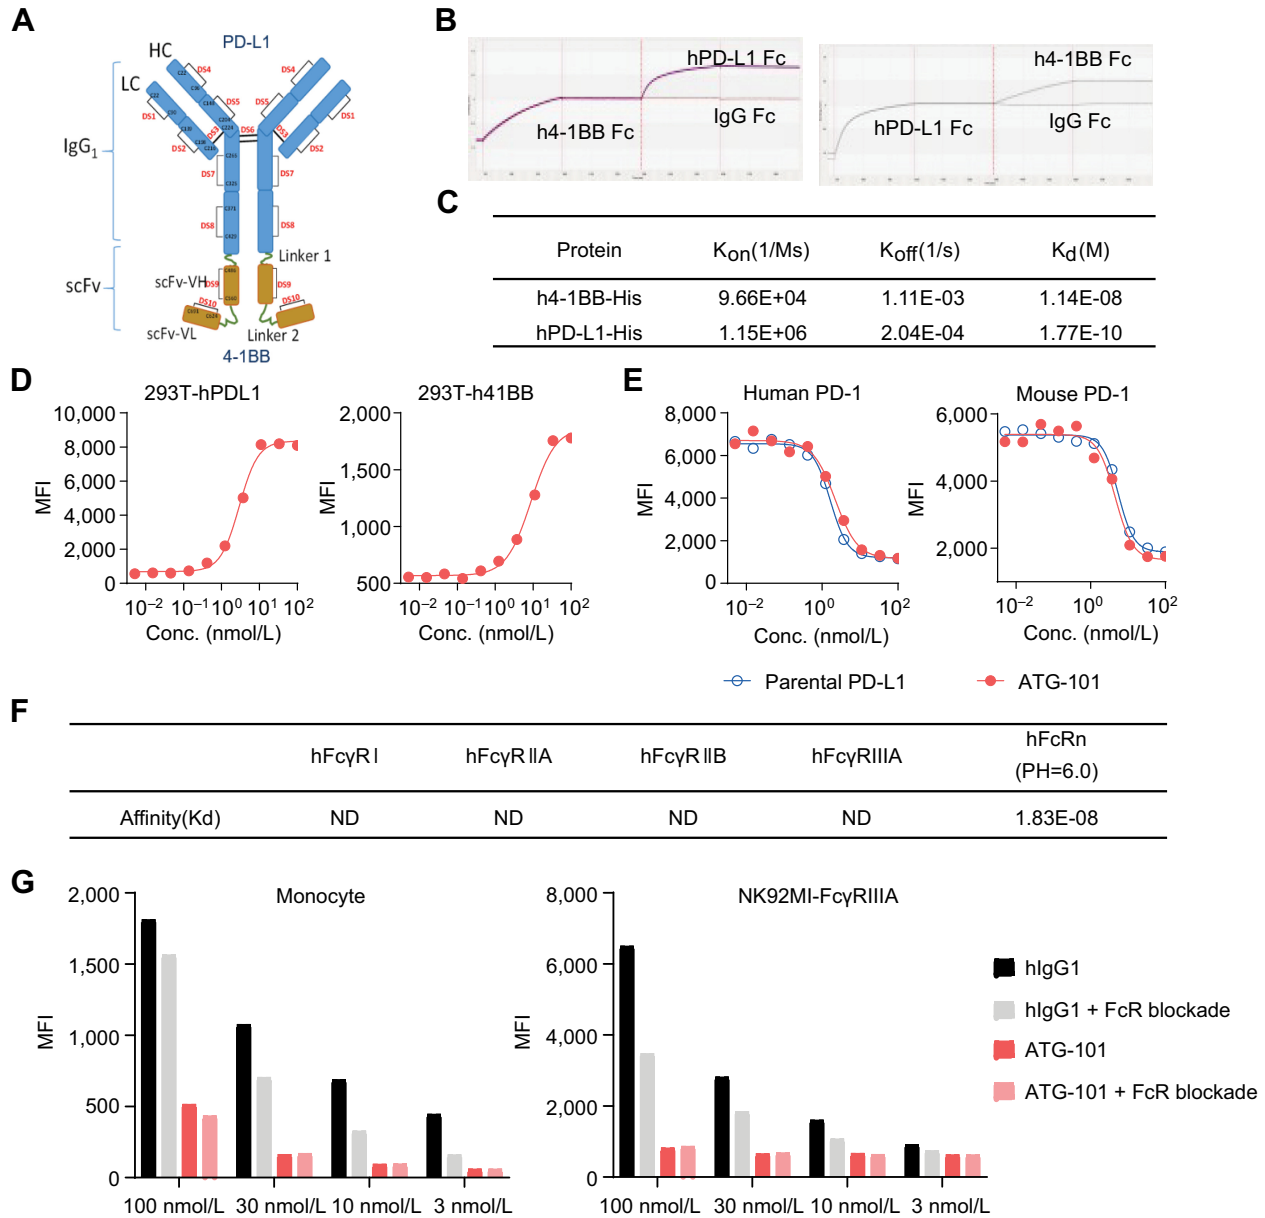 A
PD-L1
HC
LC
IgG1
scFv
DS4
DS4
DS5
DS5
DS1
DS1
DS3
DS6
DS3
DS2
DS2
DS7
DS7
DS8
DS8
Linker 1
scFv-VH
DS9
DS9
DS10
DS10
scFv-VL
Linker 2
4-1BB
B
hPD-L1 Fc
h4-1BB Fc
IgG Fc
h4-1BB Fc
hPD-L1 Fc
IgG Fc
C
Protein Kon(1/Ms) Koff(1/s) Kd(M)
h4-1BB-His 9.66E+04 1.11E-03 1.14E-08
hPD-L1-His 1.15E+06 2.04E-04 1.77E-10
D
293T-hPDL1
MFI
10,000
8,000
6,000
4,000
2,000
0
10−2 10−1 100 101 102
Conc. (nmol/L)
293T-h41BB
MFI
2,000
1,500
1,000
500
10−2 10−1 100 101 102
Conc. (nmol/L)
E
Human PD-1
MFI
8,000
6,000
4,000
2,000
0
10−2 100 102
Conc. (nmol/L)
Mouse PD-1
MFI
6,000
4,000
2,000
10−2 100 102
Conc. (nmol/L)
Parental PD-L1 ATG-101
F
hFcγRⅠ hFcγRⅡA hFcγRⅡB hFcγRIIIA hFcRn
(PH=6.0)
Affinity(Kd) ND ND ND ND 1.83E-08
G
Monocyte
MFI
2,000
1,500
1,000
500
0
100 nmol/L 30 nmol/L 10 nmol/L 3 nmol/L
NK92MI-FcγRIIIA
MFI
8,000
6,000
4,000
2,000
0
100 nmol/L 30 nmol/L 10 nmol/L 3 nmol/L
hIgG1
hIgG1 + FcR blockade
ATG-101
ATG-101 + FcR blockade